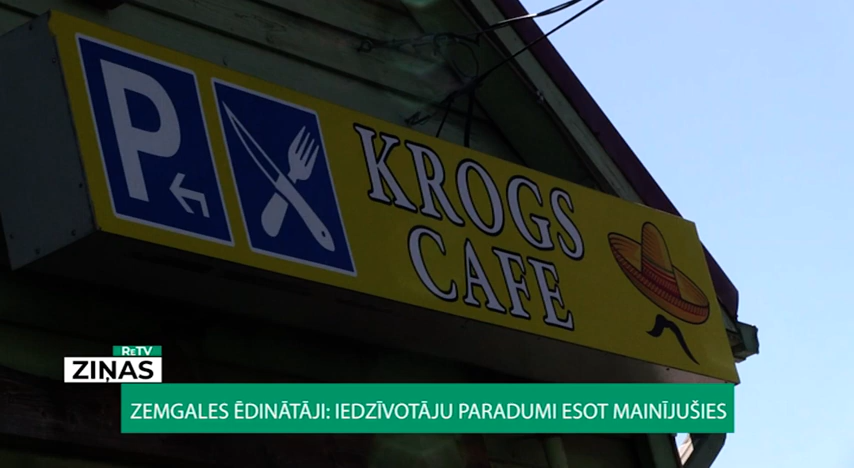 P
KROGS
CAFE
RETV
ZIŅAS
ZEMGALES ĒDINĀTĀJI: IEDZĪVOTĀJU PARADUMI ESOT MAINĪJUŠIES